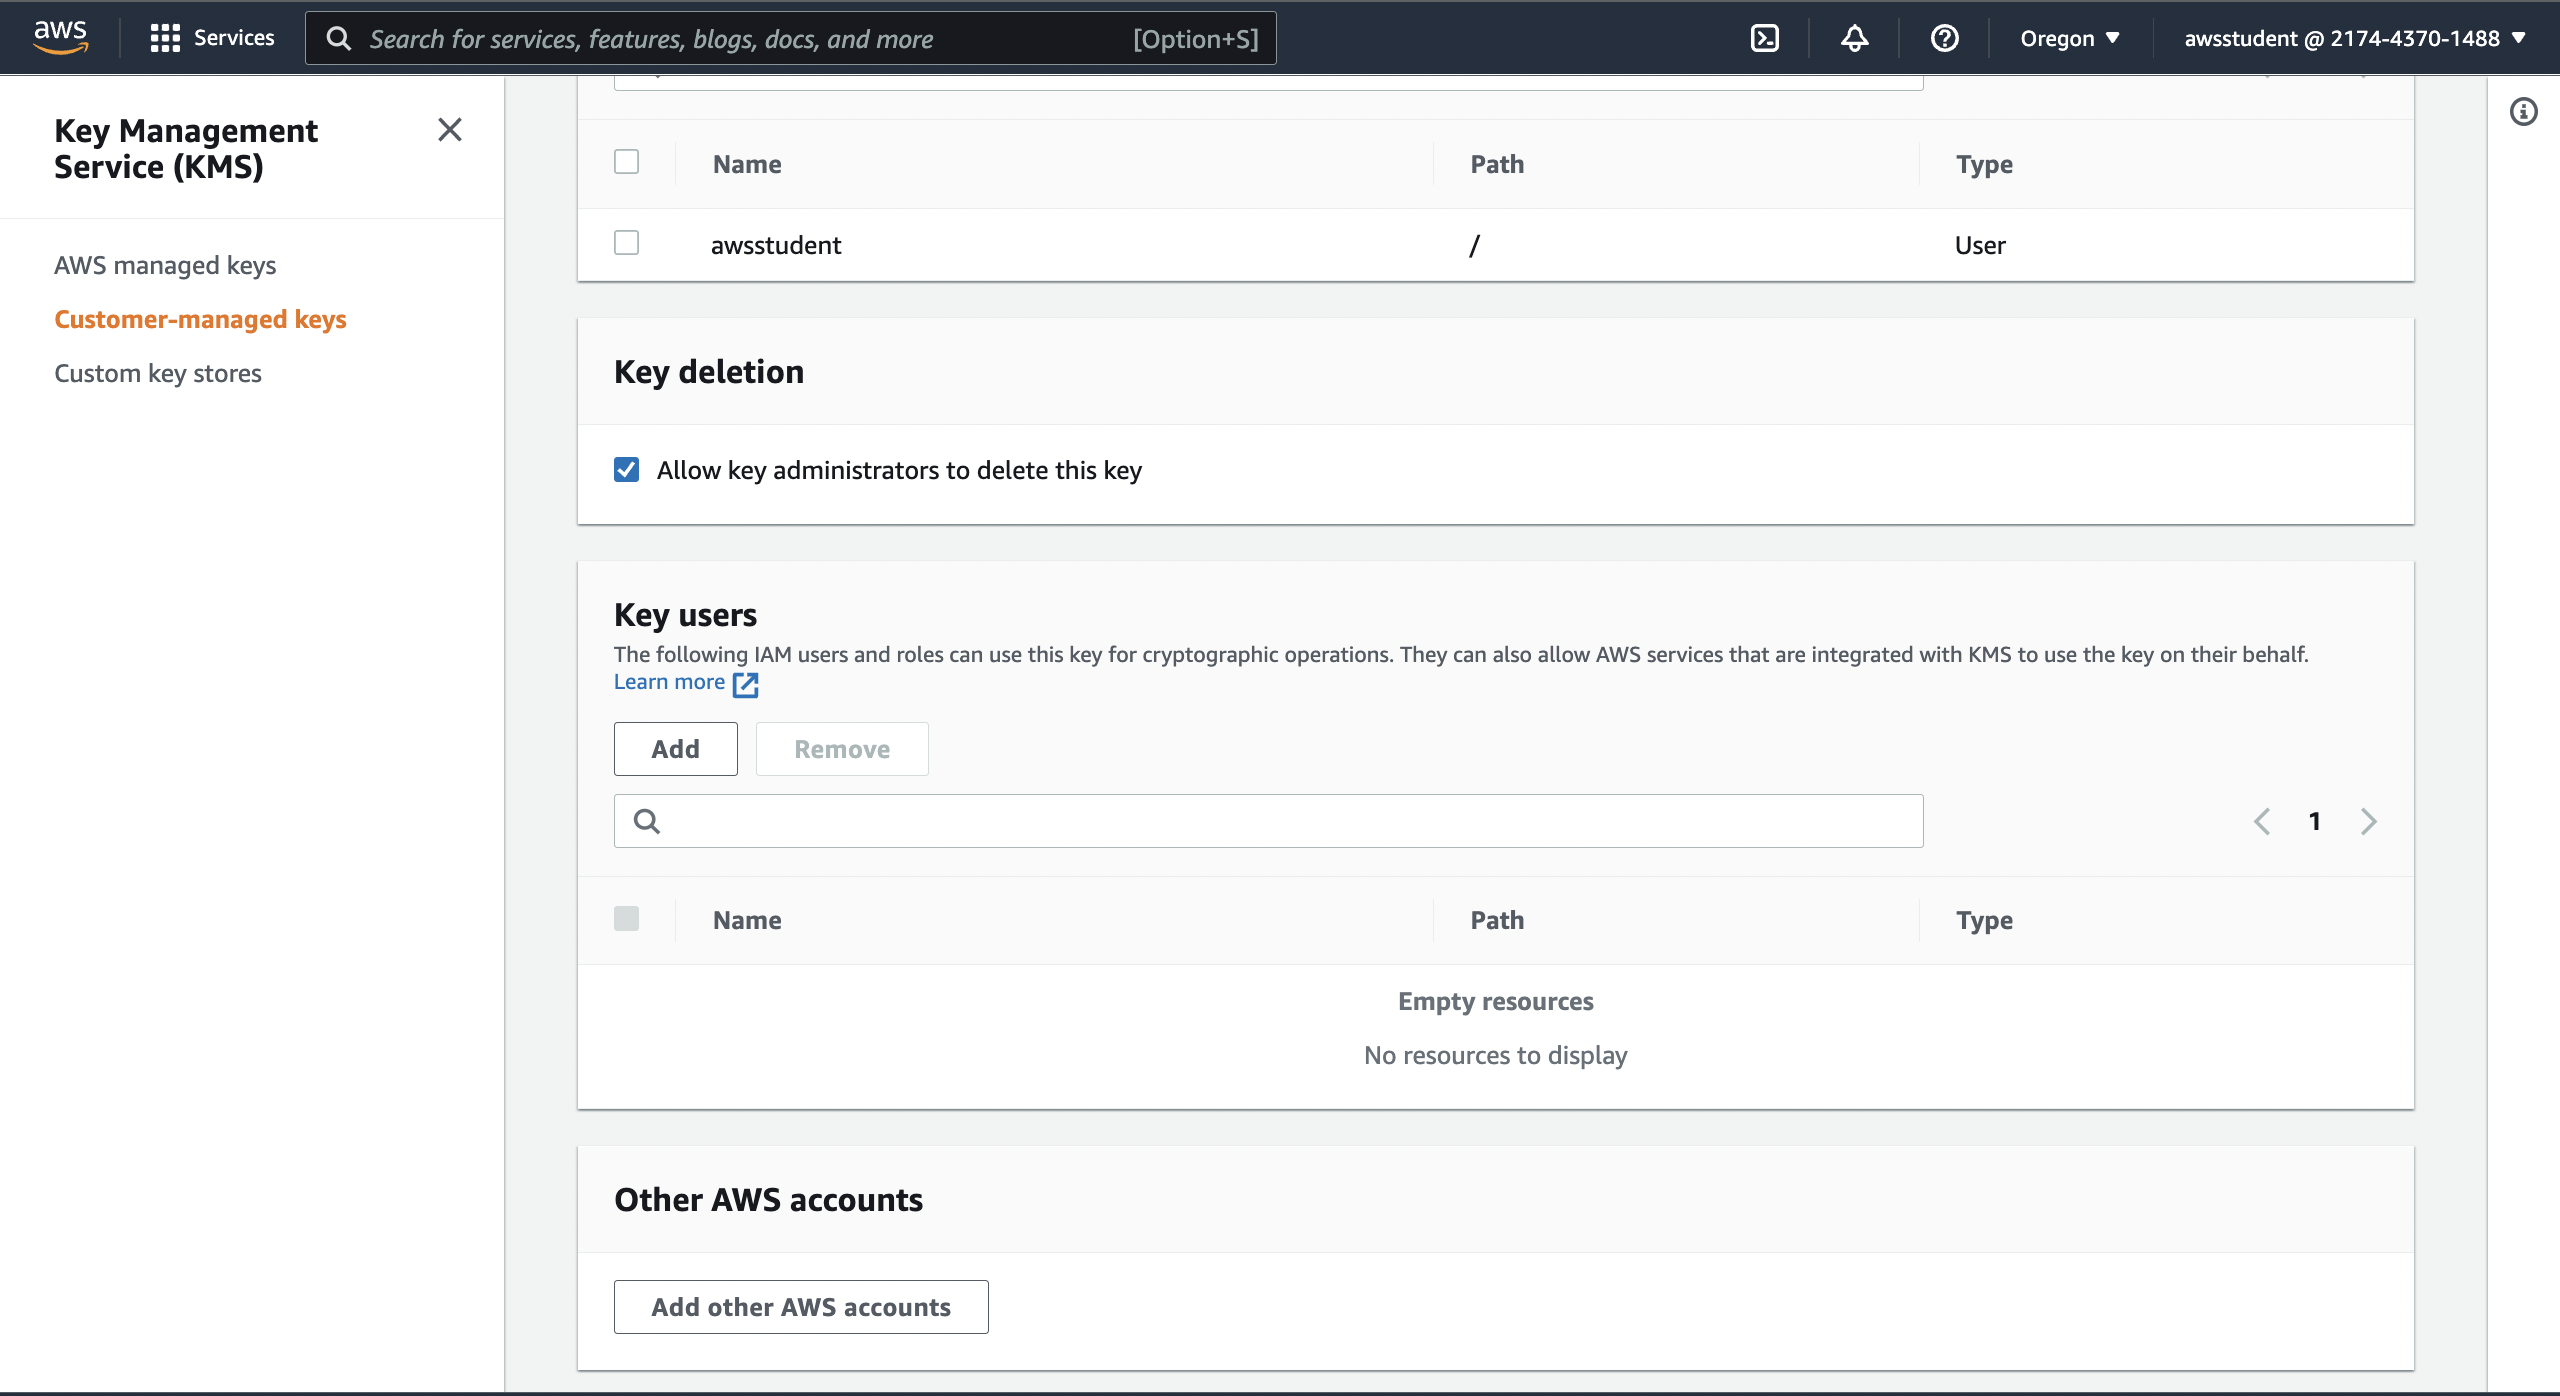 aws
Services
Search for services, features, blogs, docs, and more
[Option+S]
Oregon
awsstudent @ 2174-4370-1488
Key Management
Service (KMS)
AWS managed keys
Customer-managed keys
Custom key stores
Name
Path
Type
awsstudent
/
User
Key deletion
Allow key administrators to delete this key
Key users
The following IAM users and roles can use this key for cryptographic operations. They can also allow AWS services that are integrated with KMS to use the key on their behalf.
Learn more
Add
Remove
1
Name
Path
Type
Empty resources
No resources to display
Other AWS accounts
Add other AWS accounts